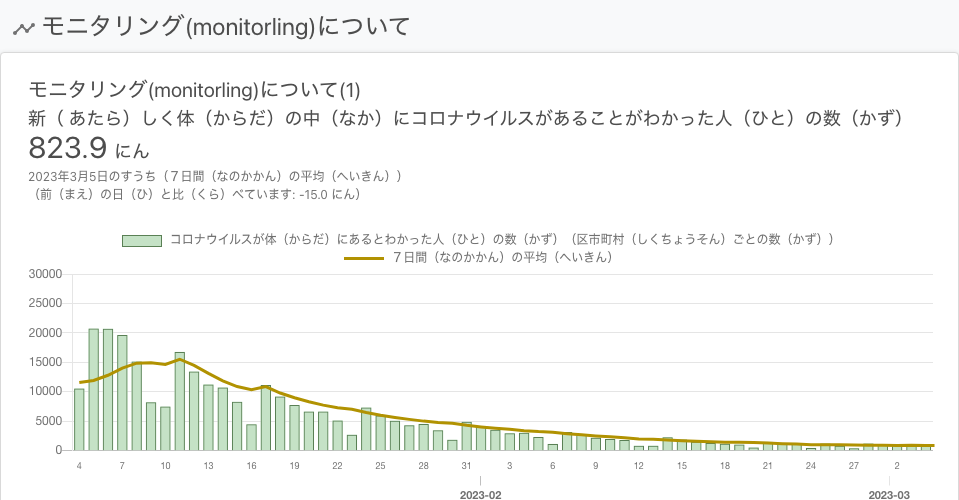 モニタリング(monitorling)について
モニタリング(monitorling)について(1)
新（ あたら）しく体（からだ）の中（なか）にコロナウイルスがあることがわかった人（ひと）の数（かず）
823.9 にん
2023年3月5日のすうち（７日間（なのかかん）の平均（へいきん））
（前（まえ）の日（ひ）と比（くら）べています: -15.0 にん）
コロナウイルスが体（からだ）にあるとわかった人（ひと）の数（かず）（区市町村（しくちょうそん）ごとの数（かず））
７日間（なのかかん）の平均（へいきん）
30000
25000
20000
15000
10000
5000
0
4 7 10 13 16 19 22 25 28 31 3 6 9 12 15 18 21 24 27 2
2023-02 2023-03